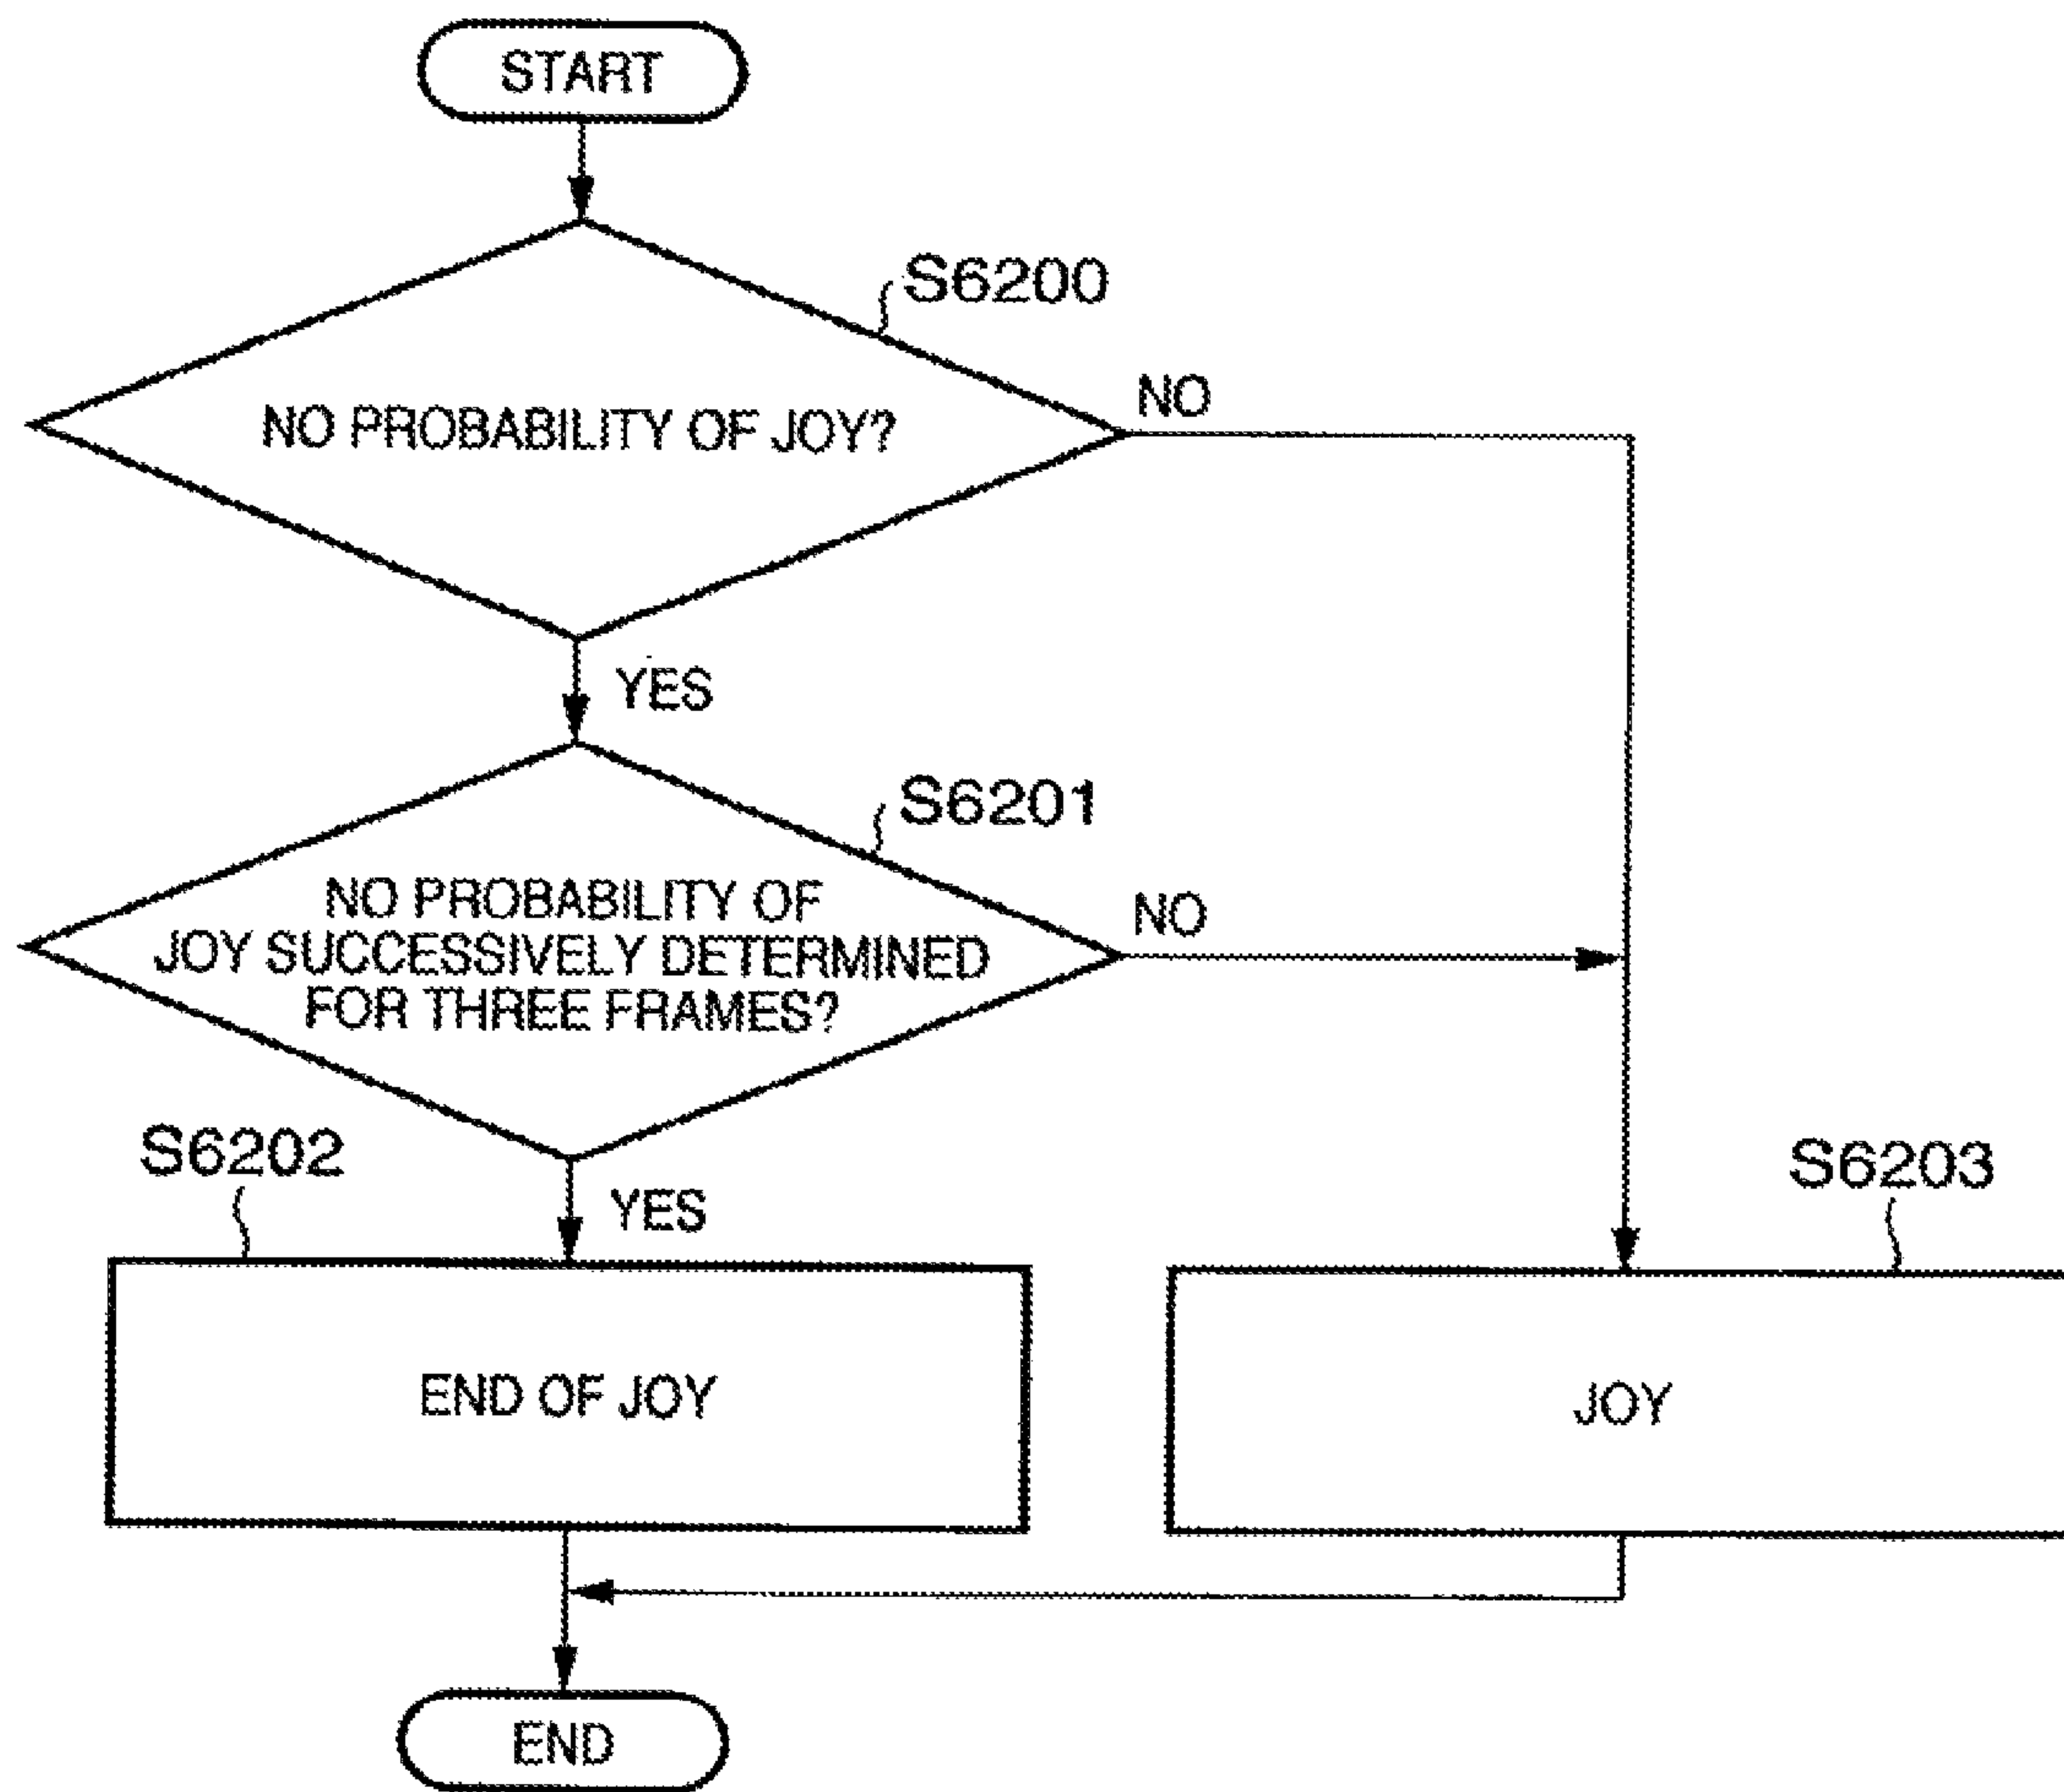 START
S6200
NO PROBABILITY OF JOY?
NO
YES
S6201
NO PROBABILITY OF
JOY SUCCESSIVELY DETERMINED
FOR THREE FRAMES?
NO
S6202
YES
S6203
END OF JOY
JOY
END